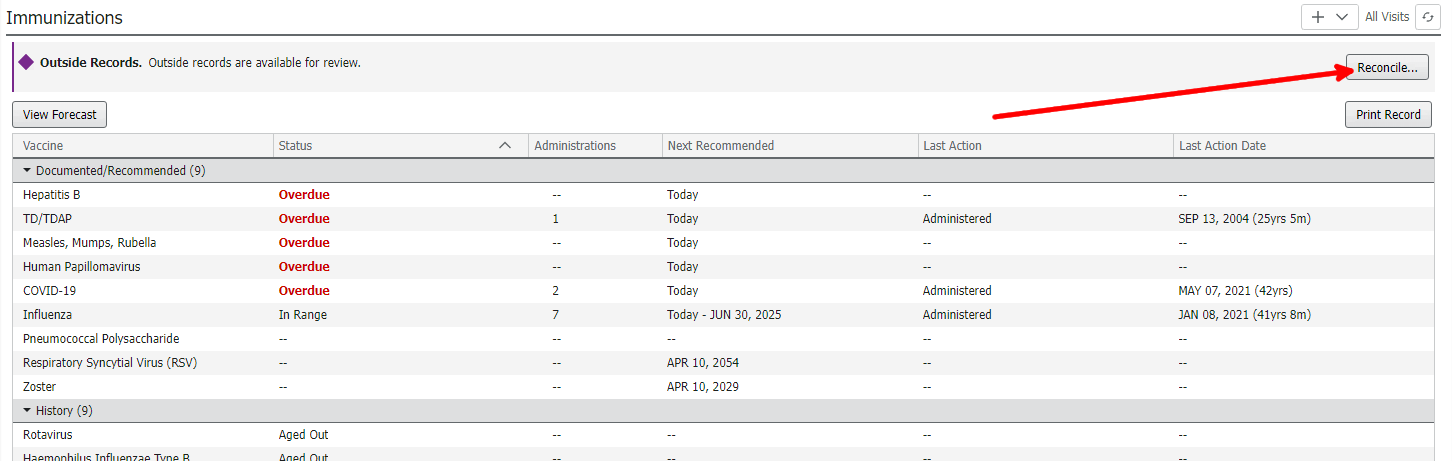 Immunizations
All Visits
Outside Records. Outside records are available for review.
Reconcile...
View Forecast
Print Record
Vaccine Status Administrations Next Recommended Last Action Last Action Date
Documented/Recommended (9)
Hepatitis B Overdue -- Today -- --
TD/TDAP Overdue 1 Today Administered SEP 13, 2004 (25yrs 5m)
Measles, Mumps, Rubella Overdue -- Today -- --
Human Papillomavirus Overdue -- Today -- --
COVID-19 Overdue 2 Today Administered MAY 07, 2021 (42yrs)
Influenza In Range 7 Today - JUN 30, 2025 Administered JAN 08, 2021 (41yrs 8m)
Pneumococcal Polysaccharide -- -- -- -- --
Respiratory Syncytial Virus (RSV) -- -- APR 10, 2054 -- --
Zoster -- -- APR 10, 2029 -- --
History (9)
Rotavirus Aged Out -- -- -- --
Haemophilus Influenzae Type B Aged Out -- -- -- --